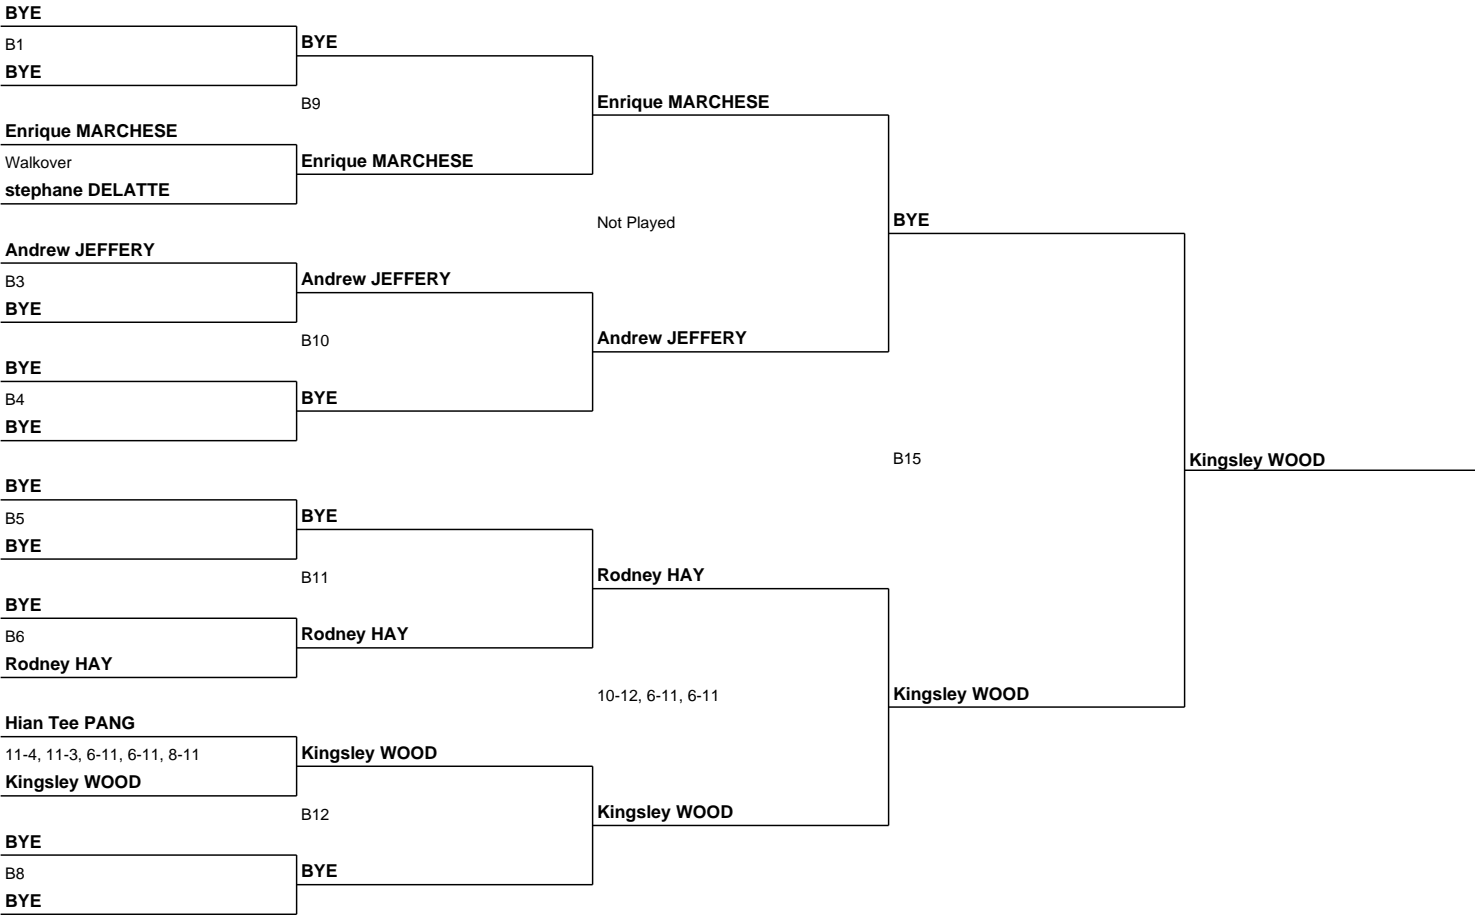 BYE
B1
BYE
BYE
B9
Enrique MARCHESE
Enrique MARCHESE
Walkover
Enrique MARCHESE
stephane DELATTE
Not Played
BYE
Andrew JEFFERY
B3
Andrew JEFFERY
BYE
B10
Andrew JEFFERY
BYE
B4
BYE
BYE
B15
Kingsley WOOD
BYE
B5
BYE
BYE
B11
Rodney HAY
BYE
B6
Rodney HAY
Rodney HAY
10-12, 6-11, 6-11
Kingsley WOOD
Hian Tee PANG
11-4, 11-3, 6-11, 6-11, 8-11
Kingsley WOOD
Kingsley WOOD
B12
Kingsley WOOD
BYE
B8
BYE
BYE